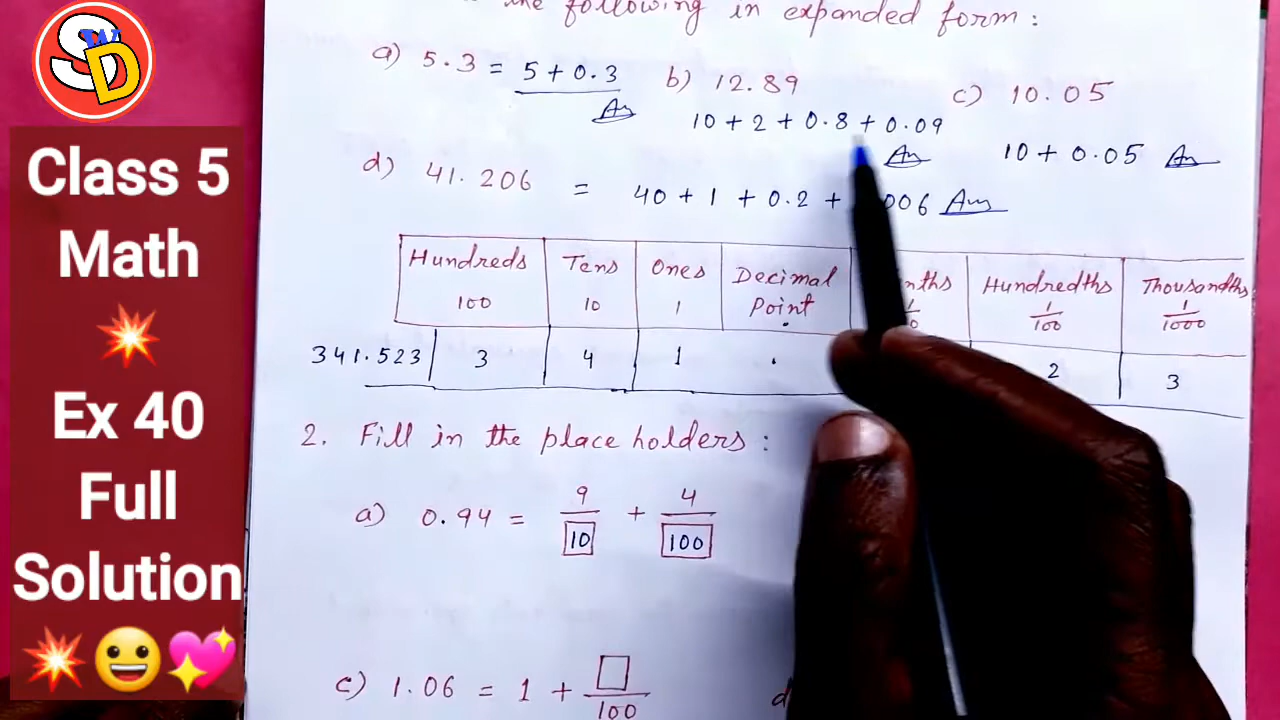 SWD
Class 5
Math
Ex 40
Full
Solution
the following in expanded form :
a) 5.3 = 5 + 0.3 Ans
b) 12.89
10 + 2 + 0.8 + 0.09 Ans
c) 10.05
10 + 0.05 Ans
d) 41.206 = 40 + 1 + 0.2 + 006 Ans
Hundreds Tens Ones Decimal Point nths Hundredths Thousandths
100 10 1 . 1/100 1/1000
341.523 3 4 1 . 2 3
2. Fill in the place holders :
a) 0.94 = 9/10 + 4/100
c) 1.06 = 1 + □/100
d